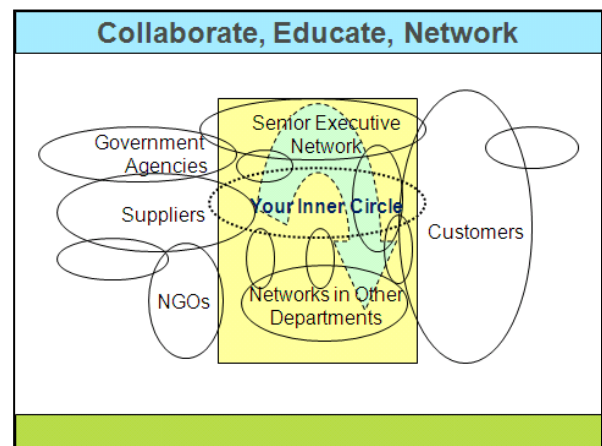 Collaborate, Educate, Network
Senior Executive
Network
Government
Agencies
Your Inner Circle
Suppliers
Customers
NGOs
Networks in Other
Departments